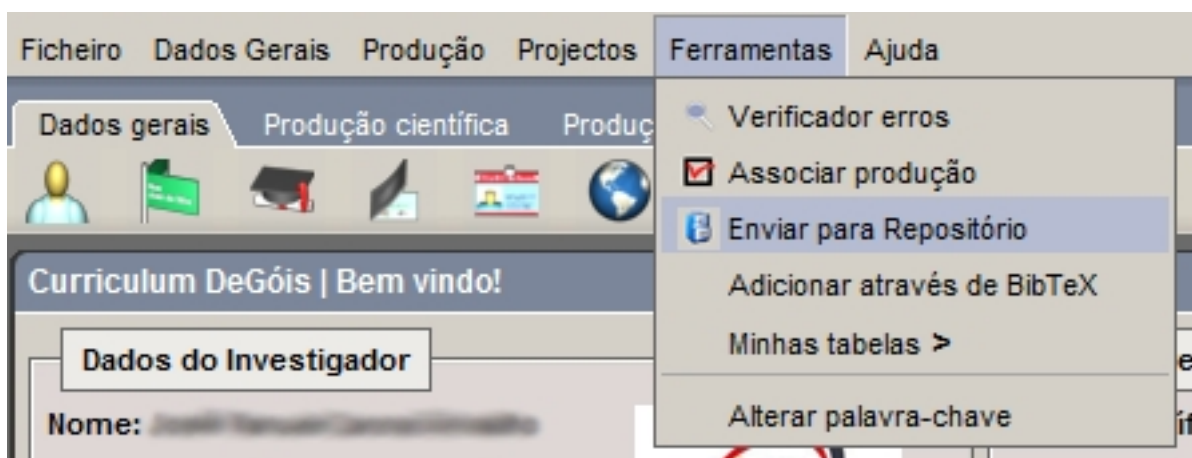 Ficheiro Dados Gerais Produção Projectos Ferramentas Ajuda
Dados gerais Produção científica
Verificador erros
Associar produção
Enviar para Repositório
Adicionar através de BibTeX
Minhas tabelas >
Alterar palavra-chave
Curriculum DeGóis | Bem vindo!
Dados do Investigador
Nome: